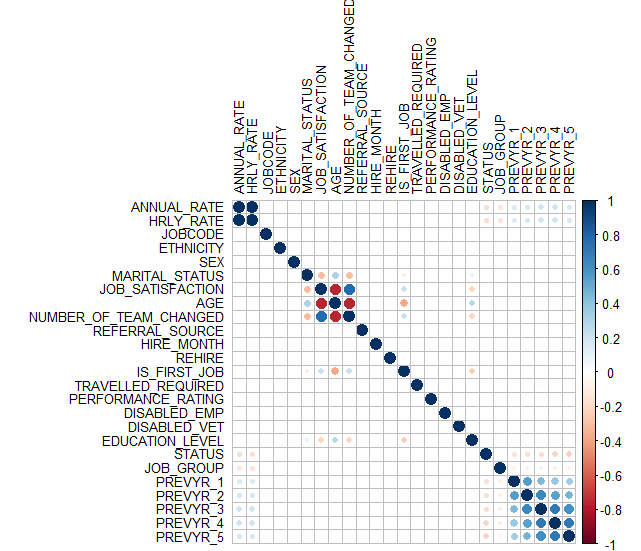 ANNUAL_RATE
HRLY_RATE
JOBCODE
ETHNICITY
SEX
MARITAL_STATUS
JOB_SATISFACTION
AGE
NUMBER_OF_TEAM_CHANGED
REFERRAL_SOURCE
HIRE_MONTH
REHIRE
IS_FIRST_JOB
TRAVELLED_REQUIRED
PERFORMANCE_RATING
DISABLED_EMP
DISABLED_VET
EDUCATION_LEVEL
STATUS
JOB_GROUP
PREVYR_1
PREVYR_2
PREVYR_3
PREVYR_4
PREVYR_5
ANNUAL_RATE
HRLY_RATE
JOBCODE
ETHNICITY
SEX
MARITAL_STATUS
JOB_SATISFACTION
AGE
NUMBER_OF_TEAM_CHANGED
REFERRAL_SOURCE
HIRE_MONTH
REHIRE
IS_FIRST_JOB
TRAVELLED_REQUIRED
PERFORMANCE_RATING
DISABLED_EMP
DISABLED_VET
EDUCATION_LEVEL
STATUS
JOB_GROUP
PREVYR_1
PREVYR_2
PREVYR_3
PREVYR_4
PREVYR_5
1
0.8
0.6
0.4
0.2
0
-0.2
-0.4
-0.6
-0.8
-1